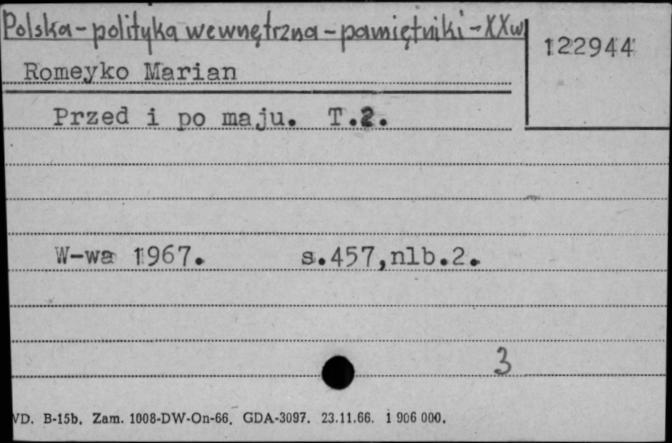 Polska-polityka wewnętrzna-pamiętniki-XXw
122944
Romeyko Marian
Przed i po maju. T.2.
W-wa 1967. s.457,nlb.2.
3
VD. B-15b. Zam. 1008-DW-On-66. GDA-3097. 23.11.66. 1 906 000.